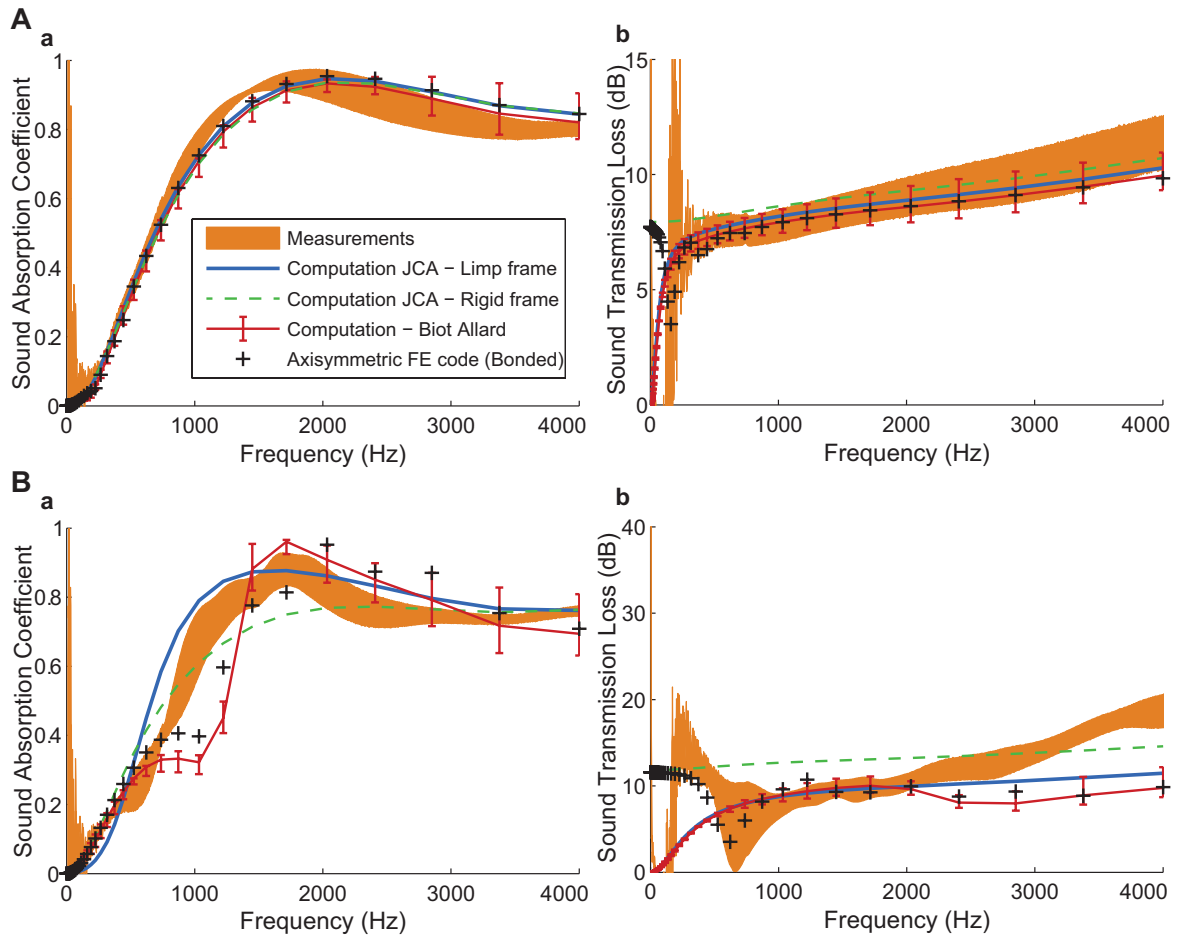 A
a
Sound Absorption Coefficient
1
0.8
0.6
0.4
0.2
0
0
1000
2000
3000
4000
Frequency (Hz)
Measurements
Computation JCA – Limp frame
Computation JCA – Rigid frame
Computation – Biot Allard
Axisymmetric FE code (Bonded)
b
Sound Transmission Loss (dB)
15
10
5
0
0
1000
2000
3000
4000
Frequency (Hz)
B
a
Sound Absorption Coefficient
1
0.8
0.6
0.4
0.2
0
0
1000
2000
3000
4000
Frequency (Hz)
b
Sound Transmission Loss (dB)
40
30
20
10
0
0
1000
2000
3000
4000
Frequency (Hz)